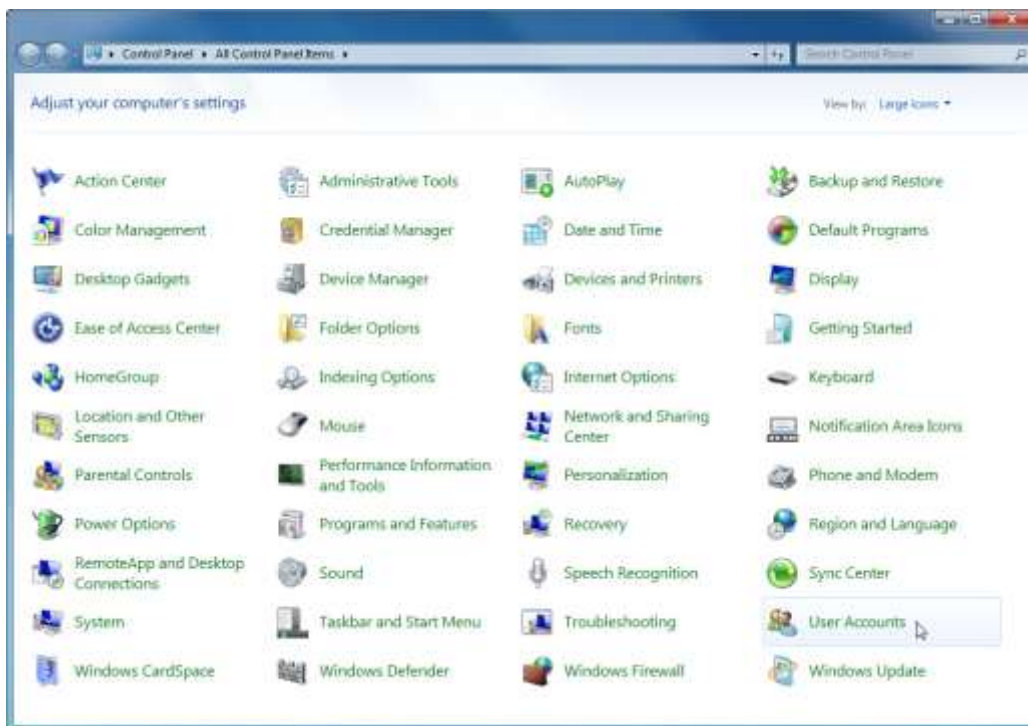 Control Panel All Control Panel Items
Search Control Panel
Adjust your computer's settings
View by: Large icons
Action Center
Administrative Tools
AutoPlay
Backup and Restore
Color Management
Credential Manager
Date and Time
Default Programs
Desktop Gadgets
Device Manager
Devices and Printers
Display
Ease of Access Center
Folder Options
Fonts
Getting Started
HomeGroup
Indexing Options
Internet Options
Keyboard
Location and Other
Sensors
Mouse
Network and Sharing
Center
Notification Area Icons
Parental Controls
Performance Information
and Tools
Personalization
Phone and Modem
Power Options
Programs and Features
Recovery
Region and Language
RemoteApp and Desktop
Connections
Sound
Speech Recognition
Sync Center
System
Taskbar and Start Menu
Troubleshooting
User Accounts
Windows CardSpace
Windows Defender
Windows Firewall
Windows Update